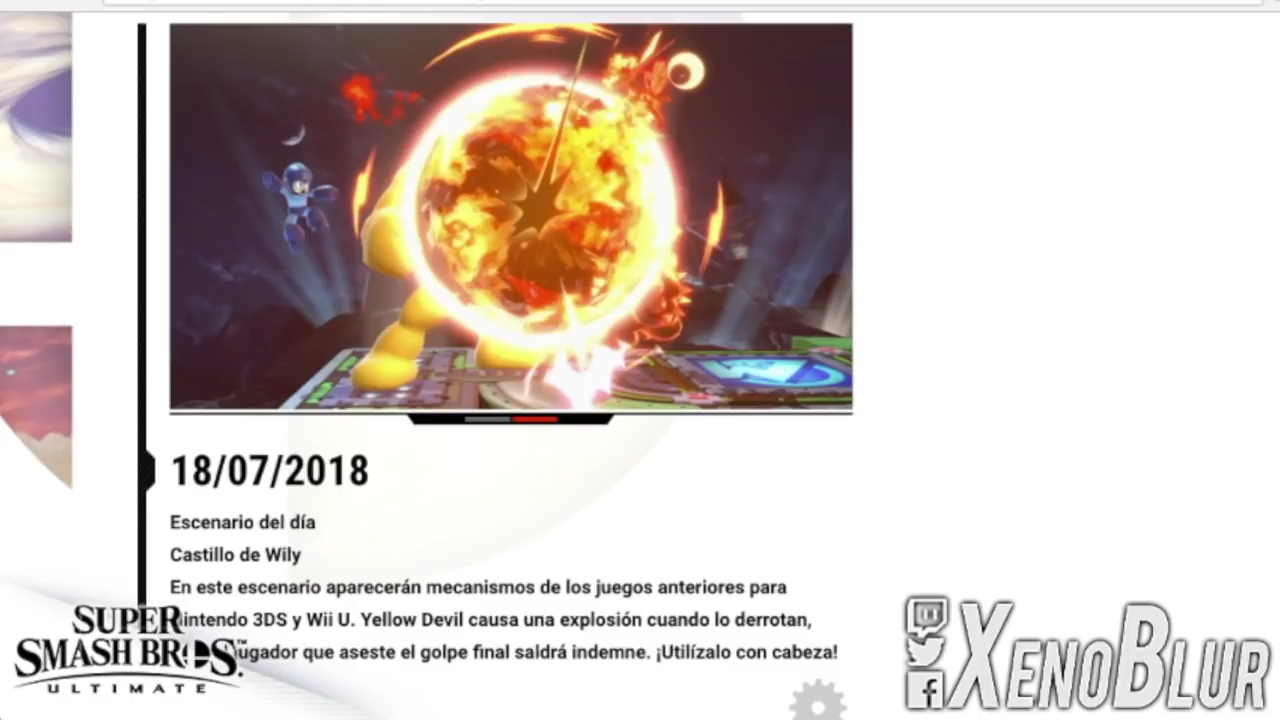 18/07/2018
Escenario del día
Castillo de Wily
En este escenario aparecerán mecanismos de los juegos anteriores para
Nintendo 3DS y Wii U. Yellow Devil causa una explosión cuando lo derrotan,
ugador que aseste el golpe final saldrá indemne. ¡Utilízalo con cabeza!
SUPER
SMASH BROS.™
ULTIMATE
XENOBLUR